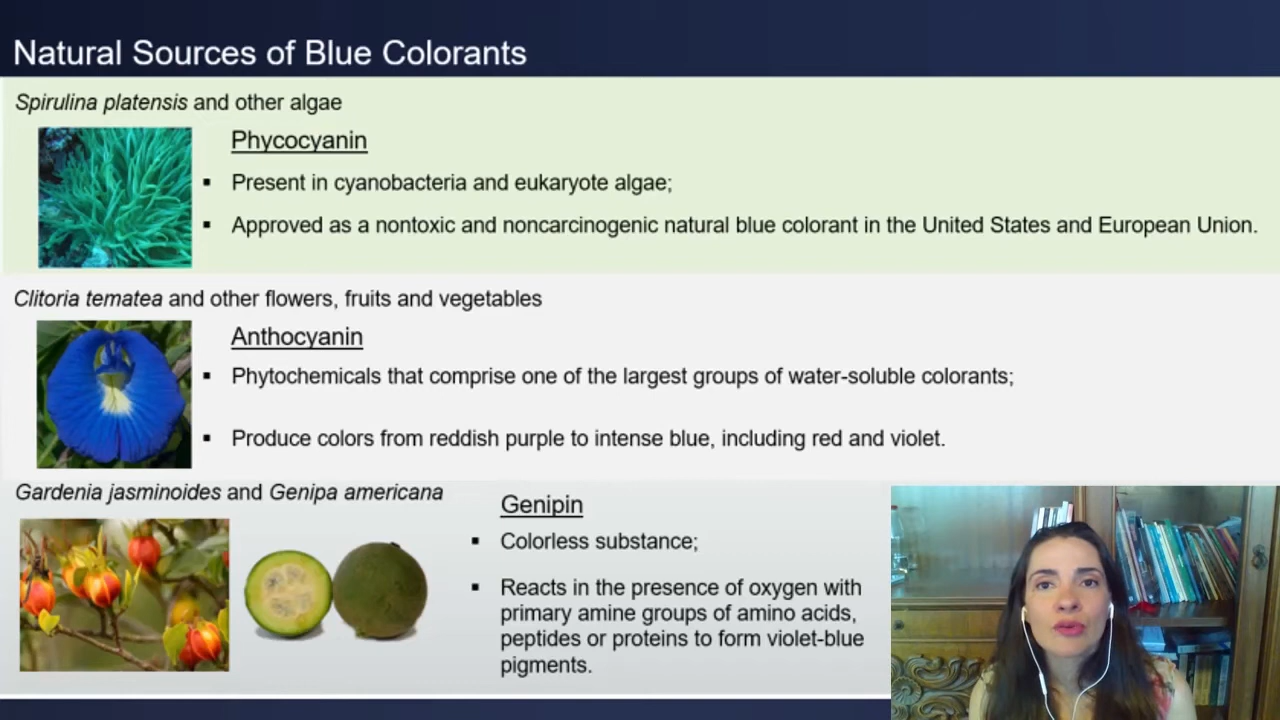 Natural Sources of Blue Colorants
Spirulina platensis and other algae
Phycocyanin
▪ Present in cyanobacteria and eukaryote algae;
▪ Approved as a nontoxic and noncarcinogenic natural blue colorant in the United States and European Union.
Clitoria tematea and other flowers, fruits and vegetables
Anthocyanin
▪ Phytochemicals that comprise one of the largest groups of water-soluble colorants;
▪ Produce colors from reddish purple to intense blue, including red and violet.
Gardenia jasminoides and Genipa americana
Genipin
▪ Colorless substance;
▪ Reacts in the presence of oxygen with
primary amine groups of amino acids,
peptides or proteins to form violet-blue
pigments.